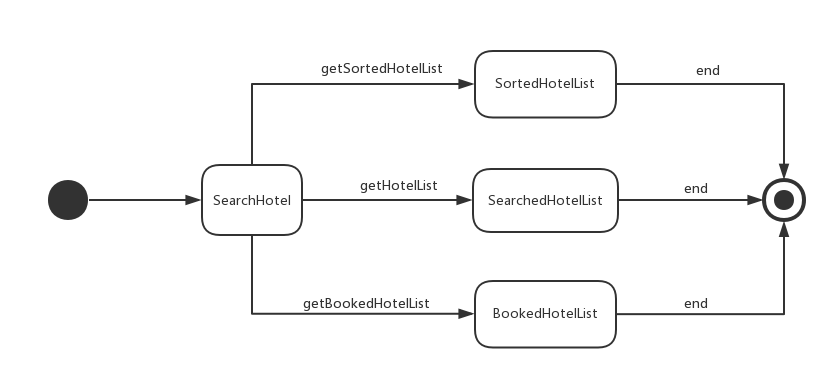 getSortedHotelList
SortedHotelList
end
SearchHotel
getHotelList
SearchedHotelList
end
getBookedHotelList
BookedHotelList
end